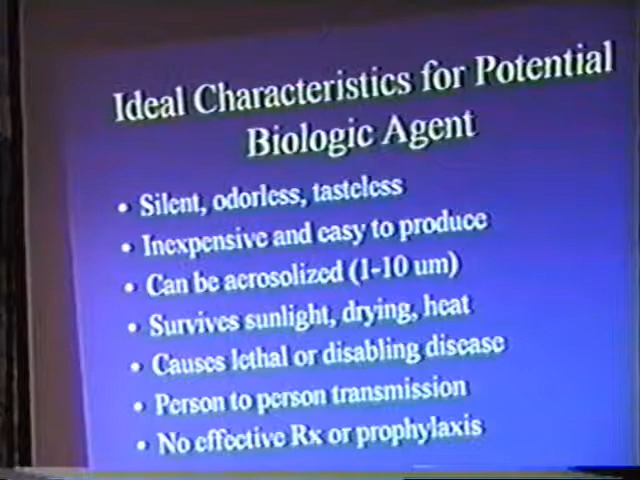 Ideal Characteristics for Potential
Biologic Agent
• Silent, odorless, tasteless
• Inexpensive and easy to produce
• Can be aerosolized (1-10 um)
• Survives sunlight, drying, heat
• Causes lethal or disabling disease
• Person to person transmission
• No effective Rx or prophylaxis